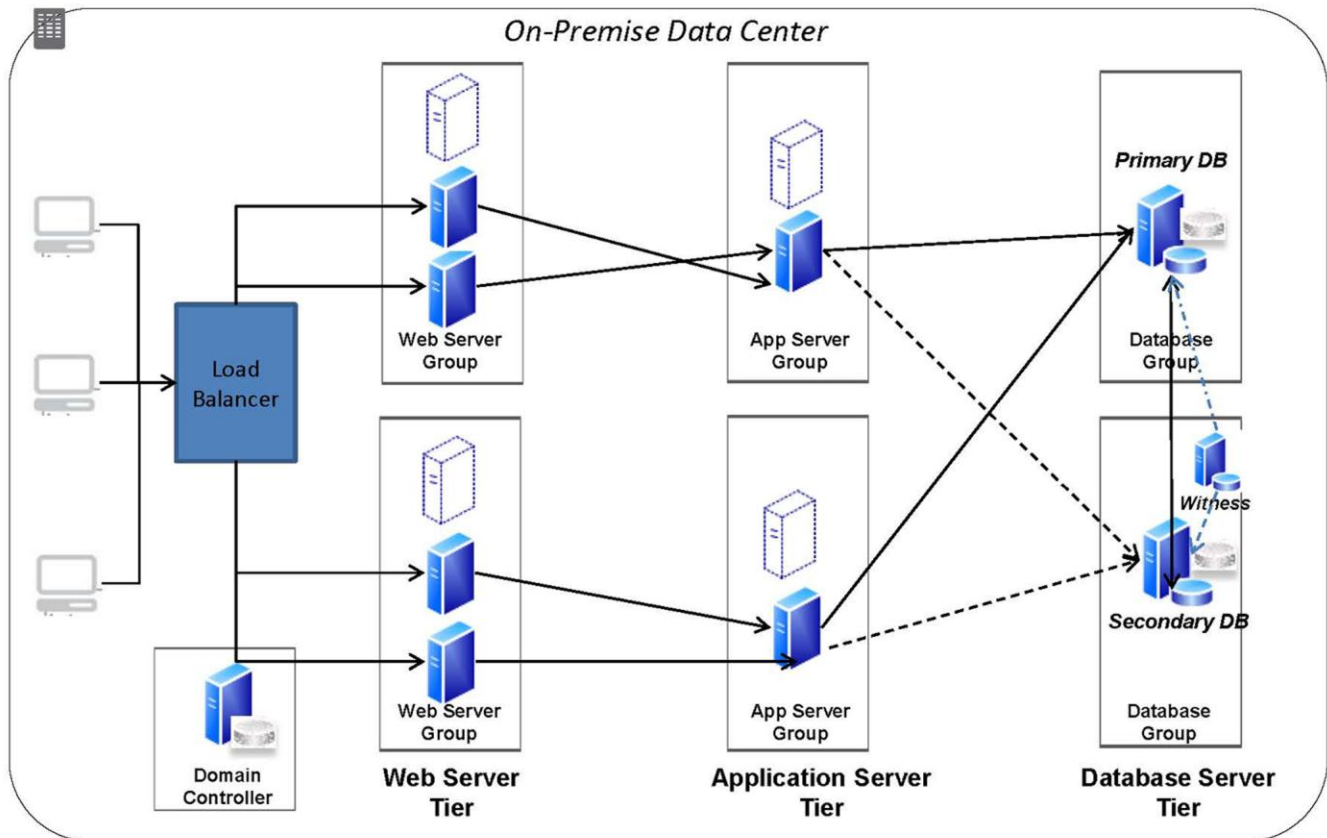 On-Premise Data Center
Primary DB
Load
Balancer
Web Server
Group
App Server
Group
Database
Group
Witness
Secondary DB
Web Server
Group
App Server
Group
Database
Group
Domain
Controller
Web Server
Tier
Application Server
Tier
Database Server
Tier